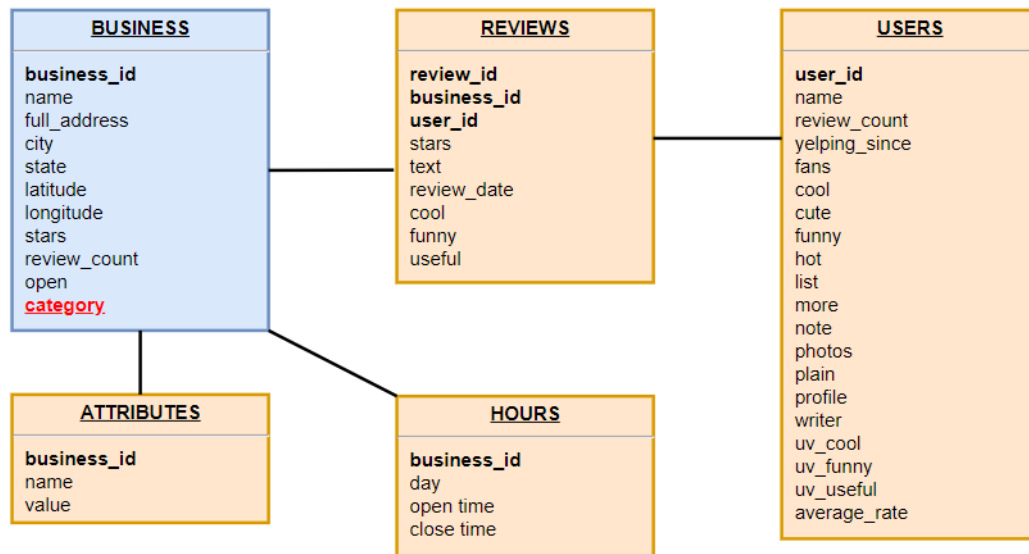 BUSINESS
business_id
name
full_address
city
state
latitude
longitude
stars
review_count
open
category
REVIEWS
review_id
business_id
user_id
stars
text
review_date
cool
funny
useful
USERS
user_id
name
review_count
yelping_since
fans
cool
cute
funny
hot
list
more
note
photos
plain
profile
writer
uv_cool
uv_funny
uv_useful
average_rate
ATTRIBUTES
business_id
name
value
HOURS
business_id
day
open time
close time